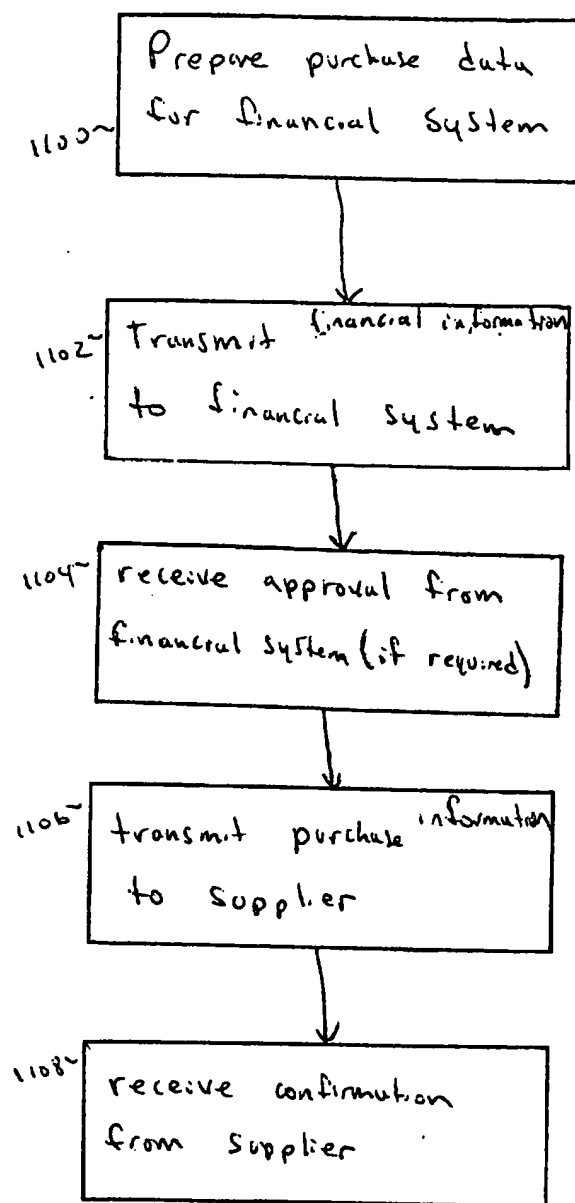 Prepare purchase data
1100~ for financial system
1102~ Transmit financial information
to financial system
1104~ receive approval from
financial system (if required)
1106~ transmit purchase information
to supplier
1108~ receive confirmation
from supplier